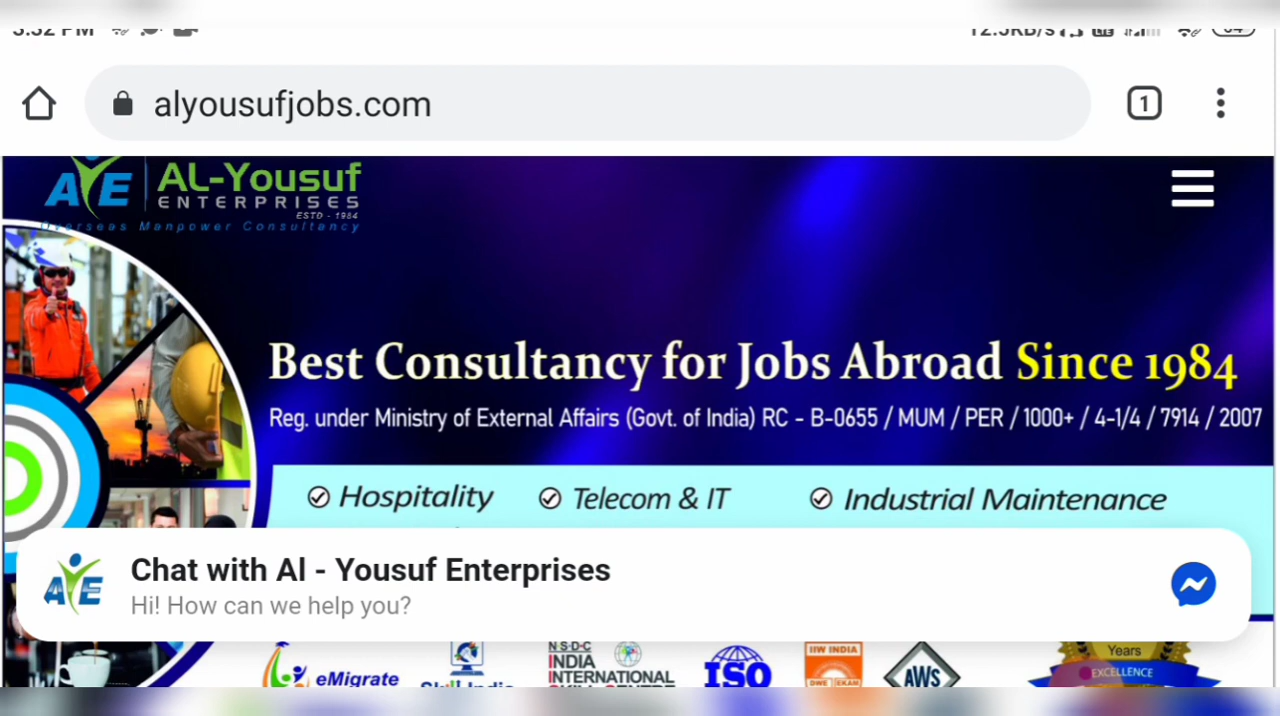 alyousufjobs.com
1
AYE
AL-Yousuf
ENTERPRISES
ESTD - 1984
Overseas Manpower Consultancy
Best Consultancy for Jobs Abroad Since 1984
Reg. under Ministry of External Affairs (Govt. of India) RC - B-0655 / MUM / PER / 1000+ / 4-1/4 / 7914 / 2007
Hospitality Telecom & IT Industrial Maintenance
AYE
Chat with Al - Yousuf Enterprises
Hi! How can we help you?
eMigrate
N·S·D·C
INDIA
INTERNATIONAL
ISO
IIW INDIA
AWS
Years
EXCELLENCE